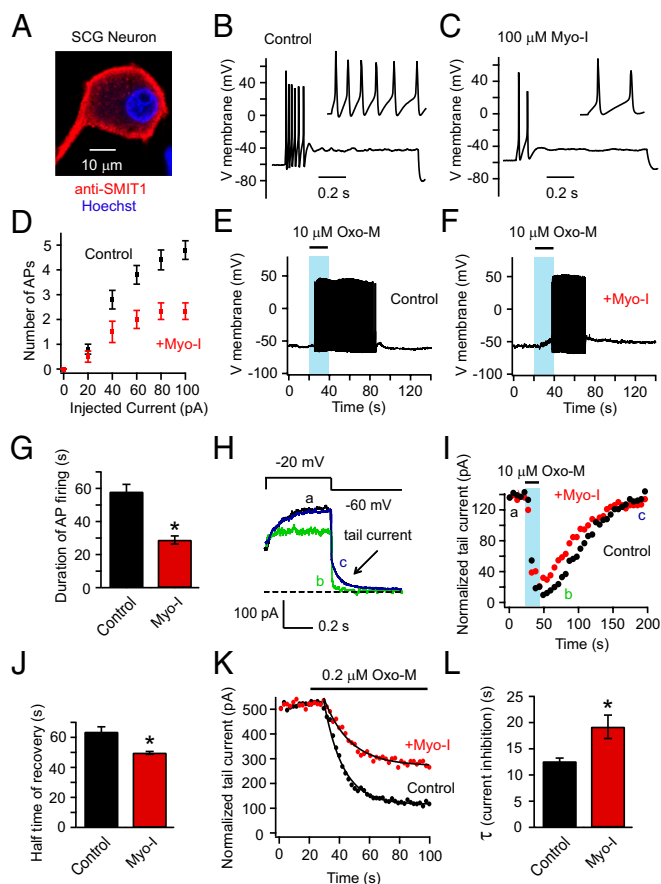 A
SCG Neuron
10 μm
anti-SMIT1
Hoechst
B
Control
V membrane (mV)
40
0
-40
-80
0.2 s
C
100 μM Myo-I
V membrane (mV)
40
0
-40
-80
0.2 s
D
Number of APs
5
4
3
2
1
0
Control
+Myo-I
0 20 40 60 80 100
Injected Current (pA)
E
10 μM Oxo-M
V membrane (mV)
50
0
-50
-100
Control
0 40 80 120
Time (s)
F
10 μM Oxo-M
V membrane (mV)
50
0
-50
-100
+Myo-I
0 40 80 120
Time (s)
G
Duration of AP firing (s)
80
60
40
20
0
*
Control
Myo-I
H
-20 mV
-60 mV
a
tail current
c
b
100 pA
0.2 s
I
10 μM Oxo-M
Normalized tail current (pA)
120
80
40
0
a
+Myo-I
c
Control
b
0 50 100 150 200
Time (s)
J
Half time of recovery (s)
80
60
40
20
0
*
Control
Myo-I
K
0.2 μM Oxo-M
Normalized tail current (pA)
500
400
300
200
100
0
+Myo-I
Control
0 20 40 60 80 100
Time (s)
L
τ (current inhibition) (s)
25
20
15
10
5
0
*
Control
Myo-I